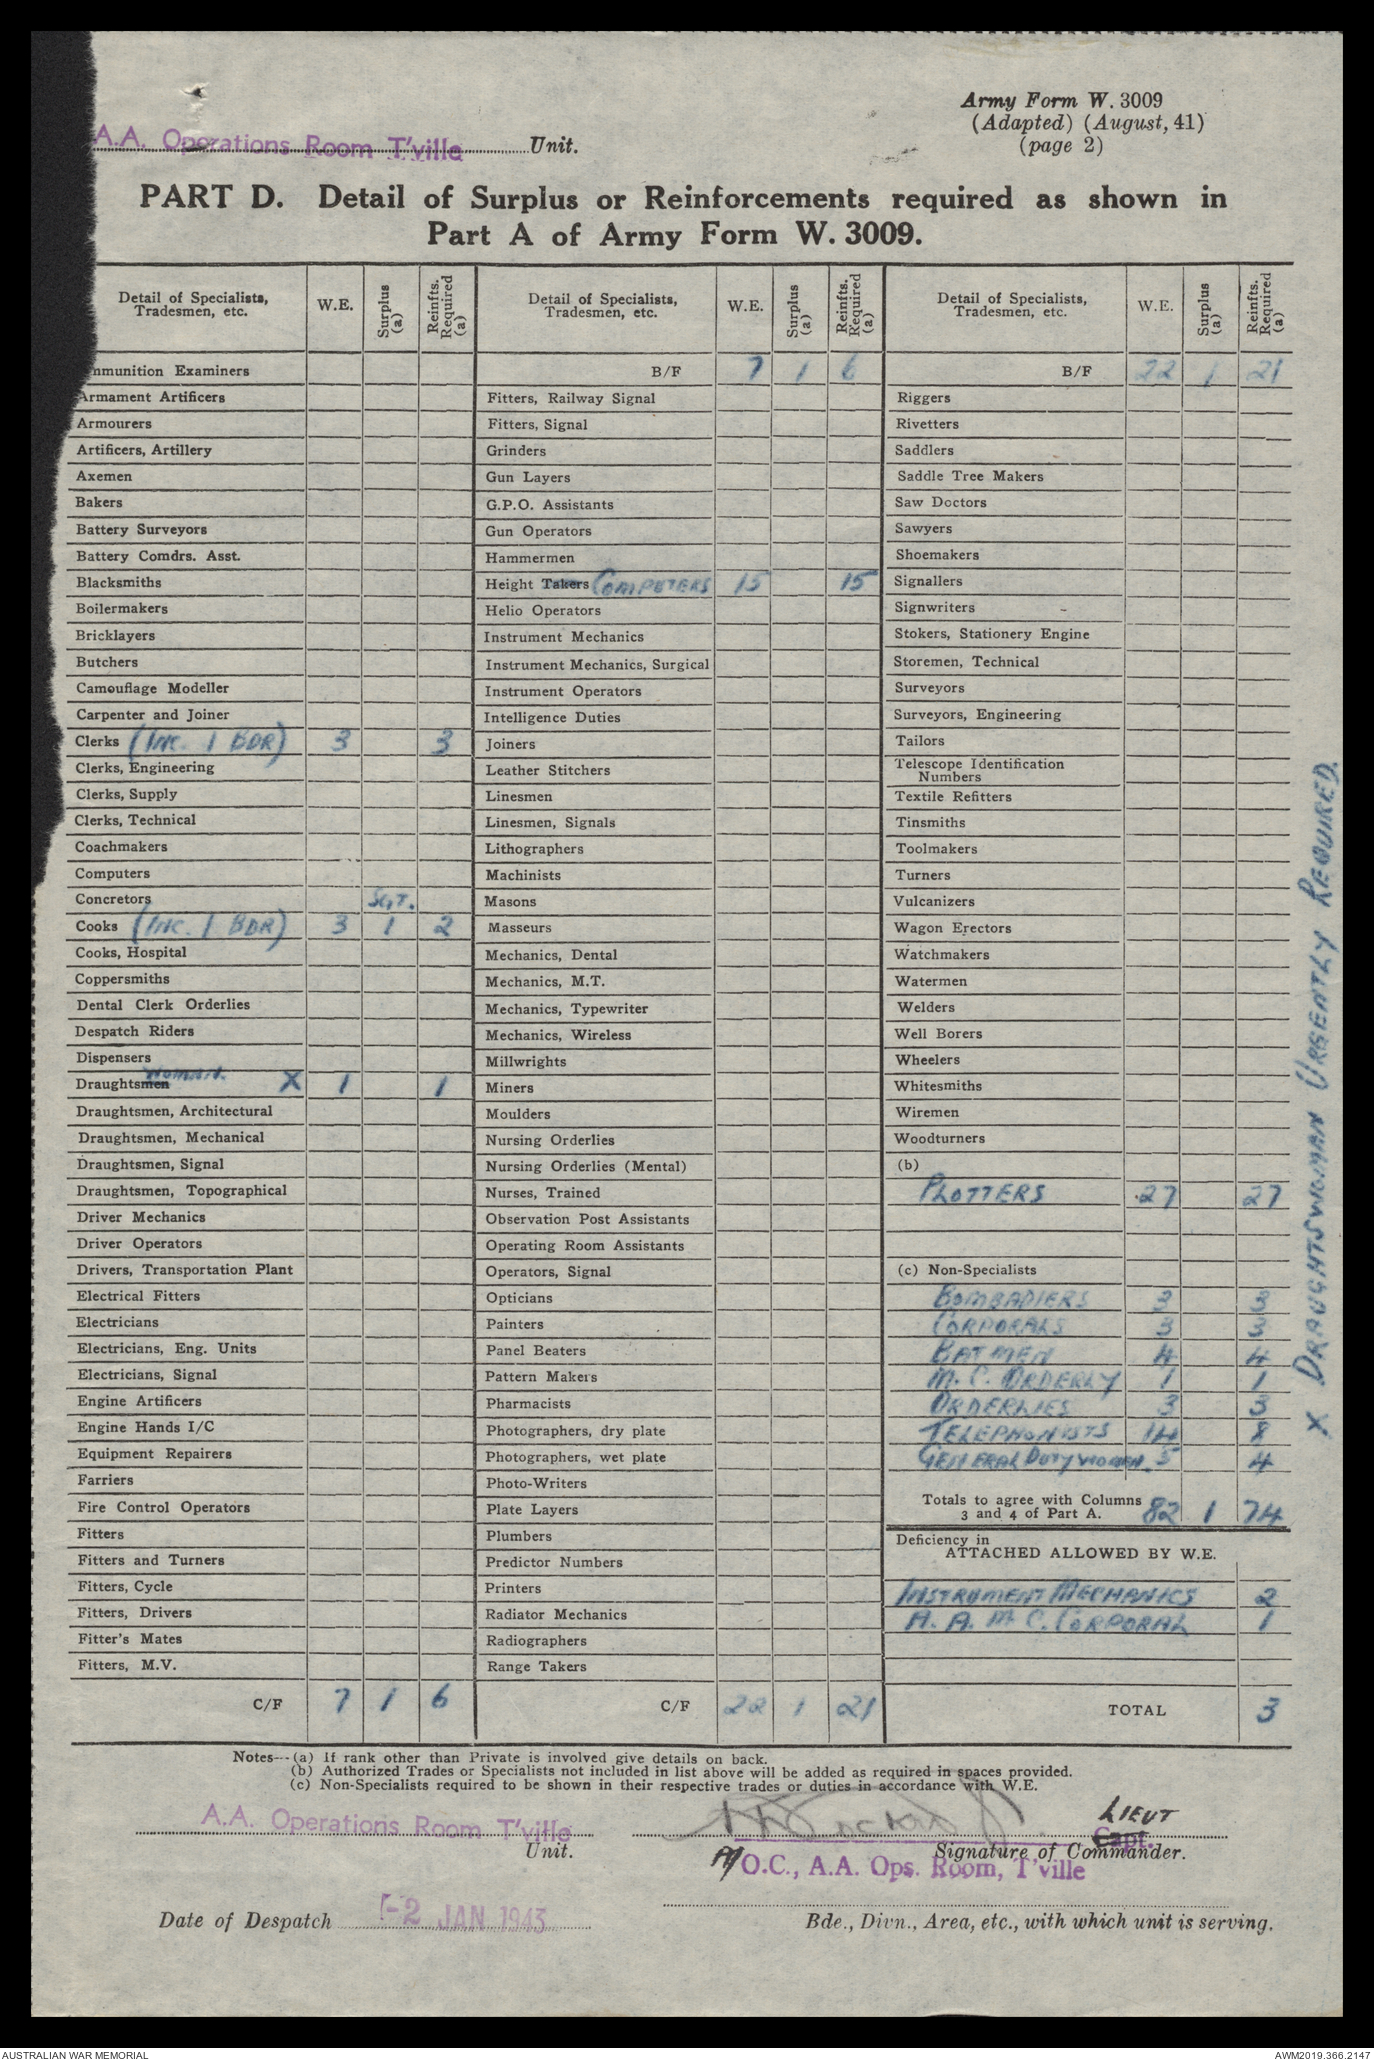 A.A. Operations Room T'ville Unit.
Army Form W. 3009
(Adapted) (August, 41)
(page 2)
PART D. Detail of Surplus or Reinforcements required as shown in
Part A of Army Form W. 3009.
Detail of Specialists, Tradesmen, etc. W.E. Surplus (a) Reinfts. Required (a)
mmunition Examiners
Armament Artificers
Armourers
Artificers, Artillery
Axemen
Bakers
Battery Surveyors
Battery Comdrs. Asst.
Blacksmiths
Boilermakers
Bricklayers
Butchers
Camouflage Modeller
Carpenter and Joiner
Clerks (INC. 1 BDR) 3 3
Clerks, Engineering
Clerks, Supply
Clerks, Technical
Coachmakers
Computers
Concretors SGT.
Cooks (INC. 1 BDR) 3 1 2
Cooks, Hospital
Coppersmiths
Dental Clerk Orderlies
Despatch Riders
Dispensers
WOMAN.
Draughtsmen X 1 1
Draughtsmen, Architectural
Draughtsmen, Mechanical
Draughtsmen, Signal
Draughtsmen, Topographical
Driver Mechanics
Driver Operators
Drivers, Transportation Plant
Electrical Fitters
Electricians
Electricians, Eng. Units
Electricians, Signal
Engine Artificers
Engine Hands I/C
Equipment Repairers
Farriers
Fire Control Operators
Fitters
Fitters and Turners
Fitters, Cycle
Fitters, Drivers
Fitter's Mates
Fitters, M.V.
C/F 7 1 6
Detail of Specialists, Tradesmen, etc. W.E. Surplus (a) Reinfts. Required (a)
B/F 7 1 6
Fitters, Railway Signal
Fitters, Signal
Grinders
Gun Layers
G.P.O. Assistants
Gun Operators
Hammermen
Height Takers COMPUTERS 15 15
Helio Operators
Instrument Mechanics
Instrument Mechanics, Surgical
Instrument Operators
Intelligence Duties
Joiners
Leather Stitchers
Linesmen
Linesmen, Signals
Lithographers
Machinists
Masons
Masseurs
Mechanics, Dental
Mechanics, M.T.
Mechanics, Typewriter
Mechanics, Wireless
Millwrights
Miners
Moulders
Nursing Orderlies
Nursing Orderlies (Mental)
Nurses, Trained
Observation Post Assistants
Operating Room Assistants
Operators, Signal
Opticians
Painters
Panel Beaters
Pattern Makers
Pharmacists
Photographers, dry plate
Photographers, wet plate
Photo-Writers
Plate Layers
Plumbers
Predictor Numbers
Printers
Radiator Mechanics
Radiographers
Range Takers
C/F 22 1 21
Detail of Specialists, Tradesmen, etc. W.E. Surplus (a) Reinfts. Required (a)
B/F 22 1 21
Riggers
Rivetters
Saddlers
Saddle Tree Makers
Saw Doctors
Sawyers
Shoemakers
Signallers
Signwriters
Stokers, Stationery Engine
Storemen, Technical
Surveyors
Surveyors, Engineering
Tailors
Telescope Identification
Numbers
Textile Refitters
Tinsmiths
Toolmakers
Turners
Vulcanizers
Wagon Erectors
Watchmakers
Watermen
Welders
Well Borers
Wheelers
Whitesmiths
Wiremen
Woodturners
(b)
PLOTTERS 27 27
(c) Non-Specialists
BOMBADIERS 3 3
CORPORALS 3 3
BATMEN 4 4
M.C. ORDERLY 1 1
ORDERLIES 3 3
TELEPHONISTS 14 8
GENERAL DUTY WOMEN. 5 4
Totals to agree with Columns
3 and 4 of Part A. 82 1 74
Deficiency in
ATTACHED ALLOWED BY W.E.
INSTRUMENT MECHANICS 2
A.A.M.C. CORPORAL 1
TOTAL 3
X DRAUGHTSWOMAN URGENTLY REQUIRED.
Notes--(a) If rank other than Private is involved give details on back.
(b) Authorized Trades or Specialists not included in list above will be added as required in spaces provided.
(c) Non-Specialists required to be shown in their respective trades or duties in accordance with W.E.
A.A. Operations Room T'ville
Unit.
LIEUT
Capt.
Signature of Commander.
O.C., A.A. Ops. Room, T'ville
Date of Despatch -2 JAN 1943
Bde., Divn., Area, etc., with which unit is serving.
AUSTRALIAN WAR MEMORIAL
AWM2019.366.2147